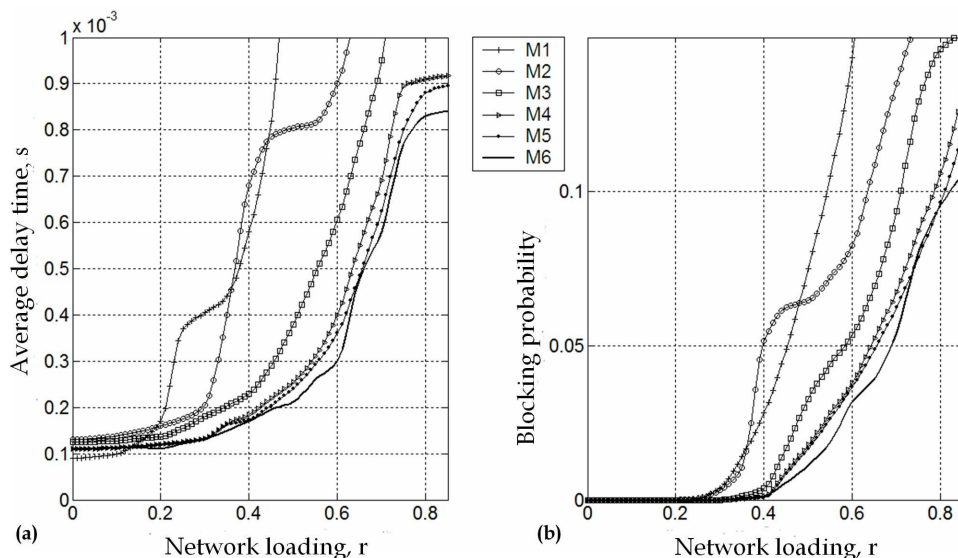 x 10⁻³
1
0.9
0.8
0.7
0.6
0.5
0.4
0.3
0.2
0.1
0
0 0.2 0.4 0.6 0.8
Average delay time, s
Network loading, r
(a)
M1
M2
M3
M4
M5
M6
0.1
0.05
0
0 0.2 0.4 0.6 0.8
Blocking probability
Network loading, r
(b)